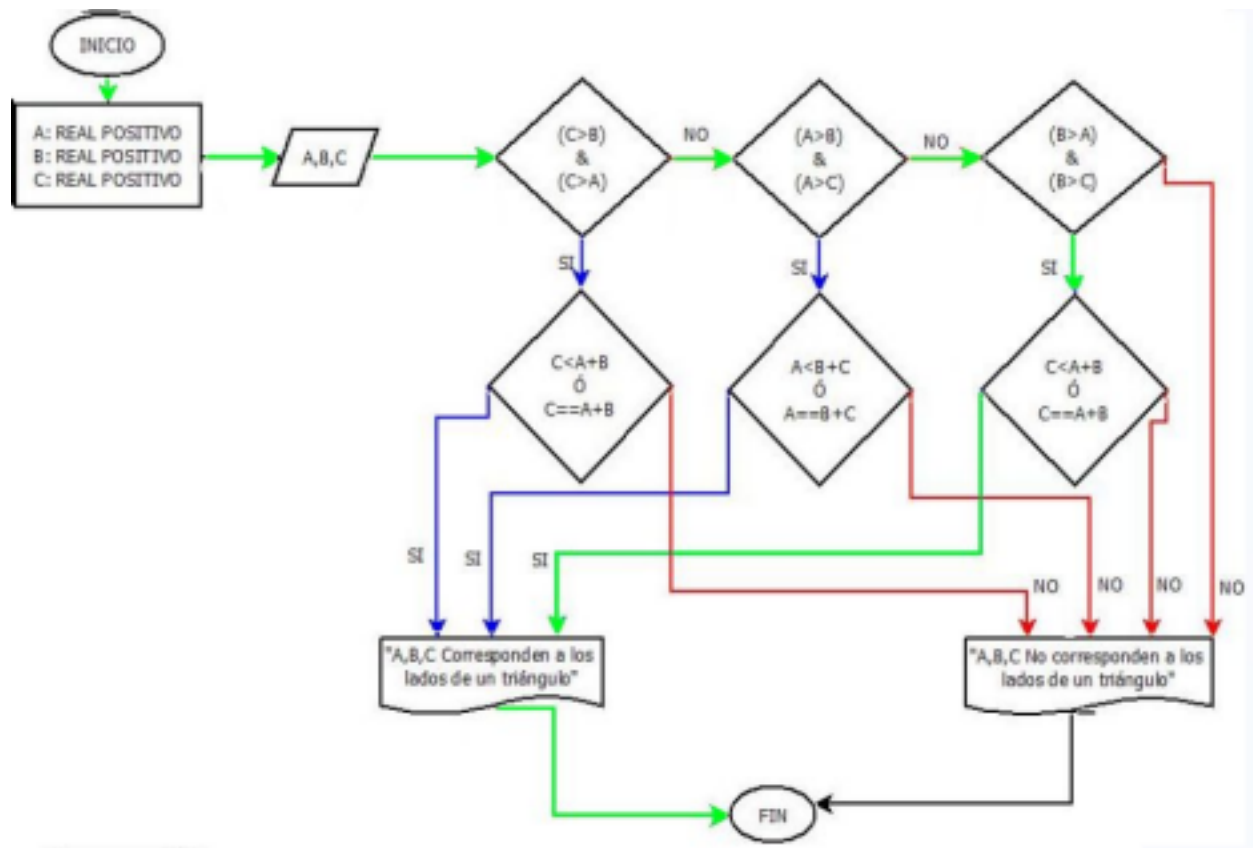 INICIO
A: REAL POSITIVO
B: REAL POSITIVO
C: REAL POSITIVO
A,B,C
(C>B)
&
(C>A)
NO
(A>B)
&
(A>C)
NO
(B>A)
&
(B>C)
SI
SI
SI
C<A+B
Ó
C==A+B
A<B+C
Ó
A==B+C
C<A+B
Ó
C==A+B
SI
SI
SI
NO
NO
NO
NO
"A,B,C Corresponden a los
lados de un triángulo"
"A,B,C No corresponden a los
lados de un triángulo"
FIN